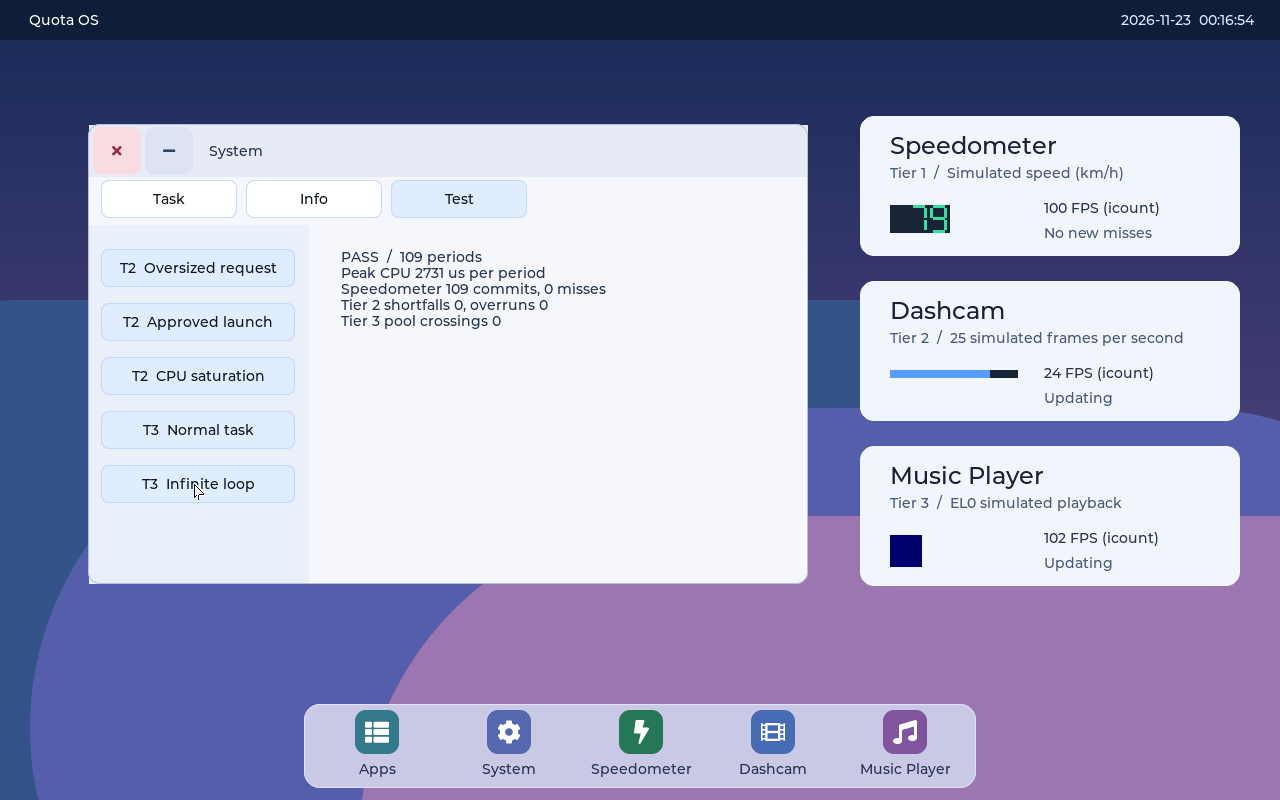 Quota OS
2026-11-23 00:16:54
System
Task
Info
Test
T2 Oversized request
T2 Approved launch
T2 CPU saturation
T3 Normal task
T3 Infinite loop
PASS / 109 periods
Peak CPU 2731 us per period
Speedometer 109 commits, 0 misses
Tier 2 shortfalls 0, overruns 0
Tier 3 pool crossings 0
Speedometer
Tier 1 / Simulated speed (km/h)
79
100 FPS (icount)
No new misses
Dashcam
Tier 2 / 25 simulated frames per second
24 FPS (icount)
Updating
Music Player
Tier 3 / EL0 simulated playback
102 FPS (icount)
Updating
Apps
System
Speedometer
Dashcam
Music Player